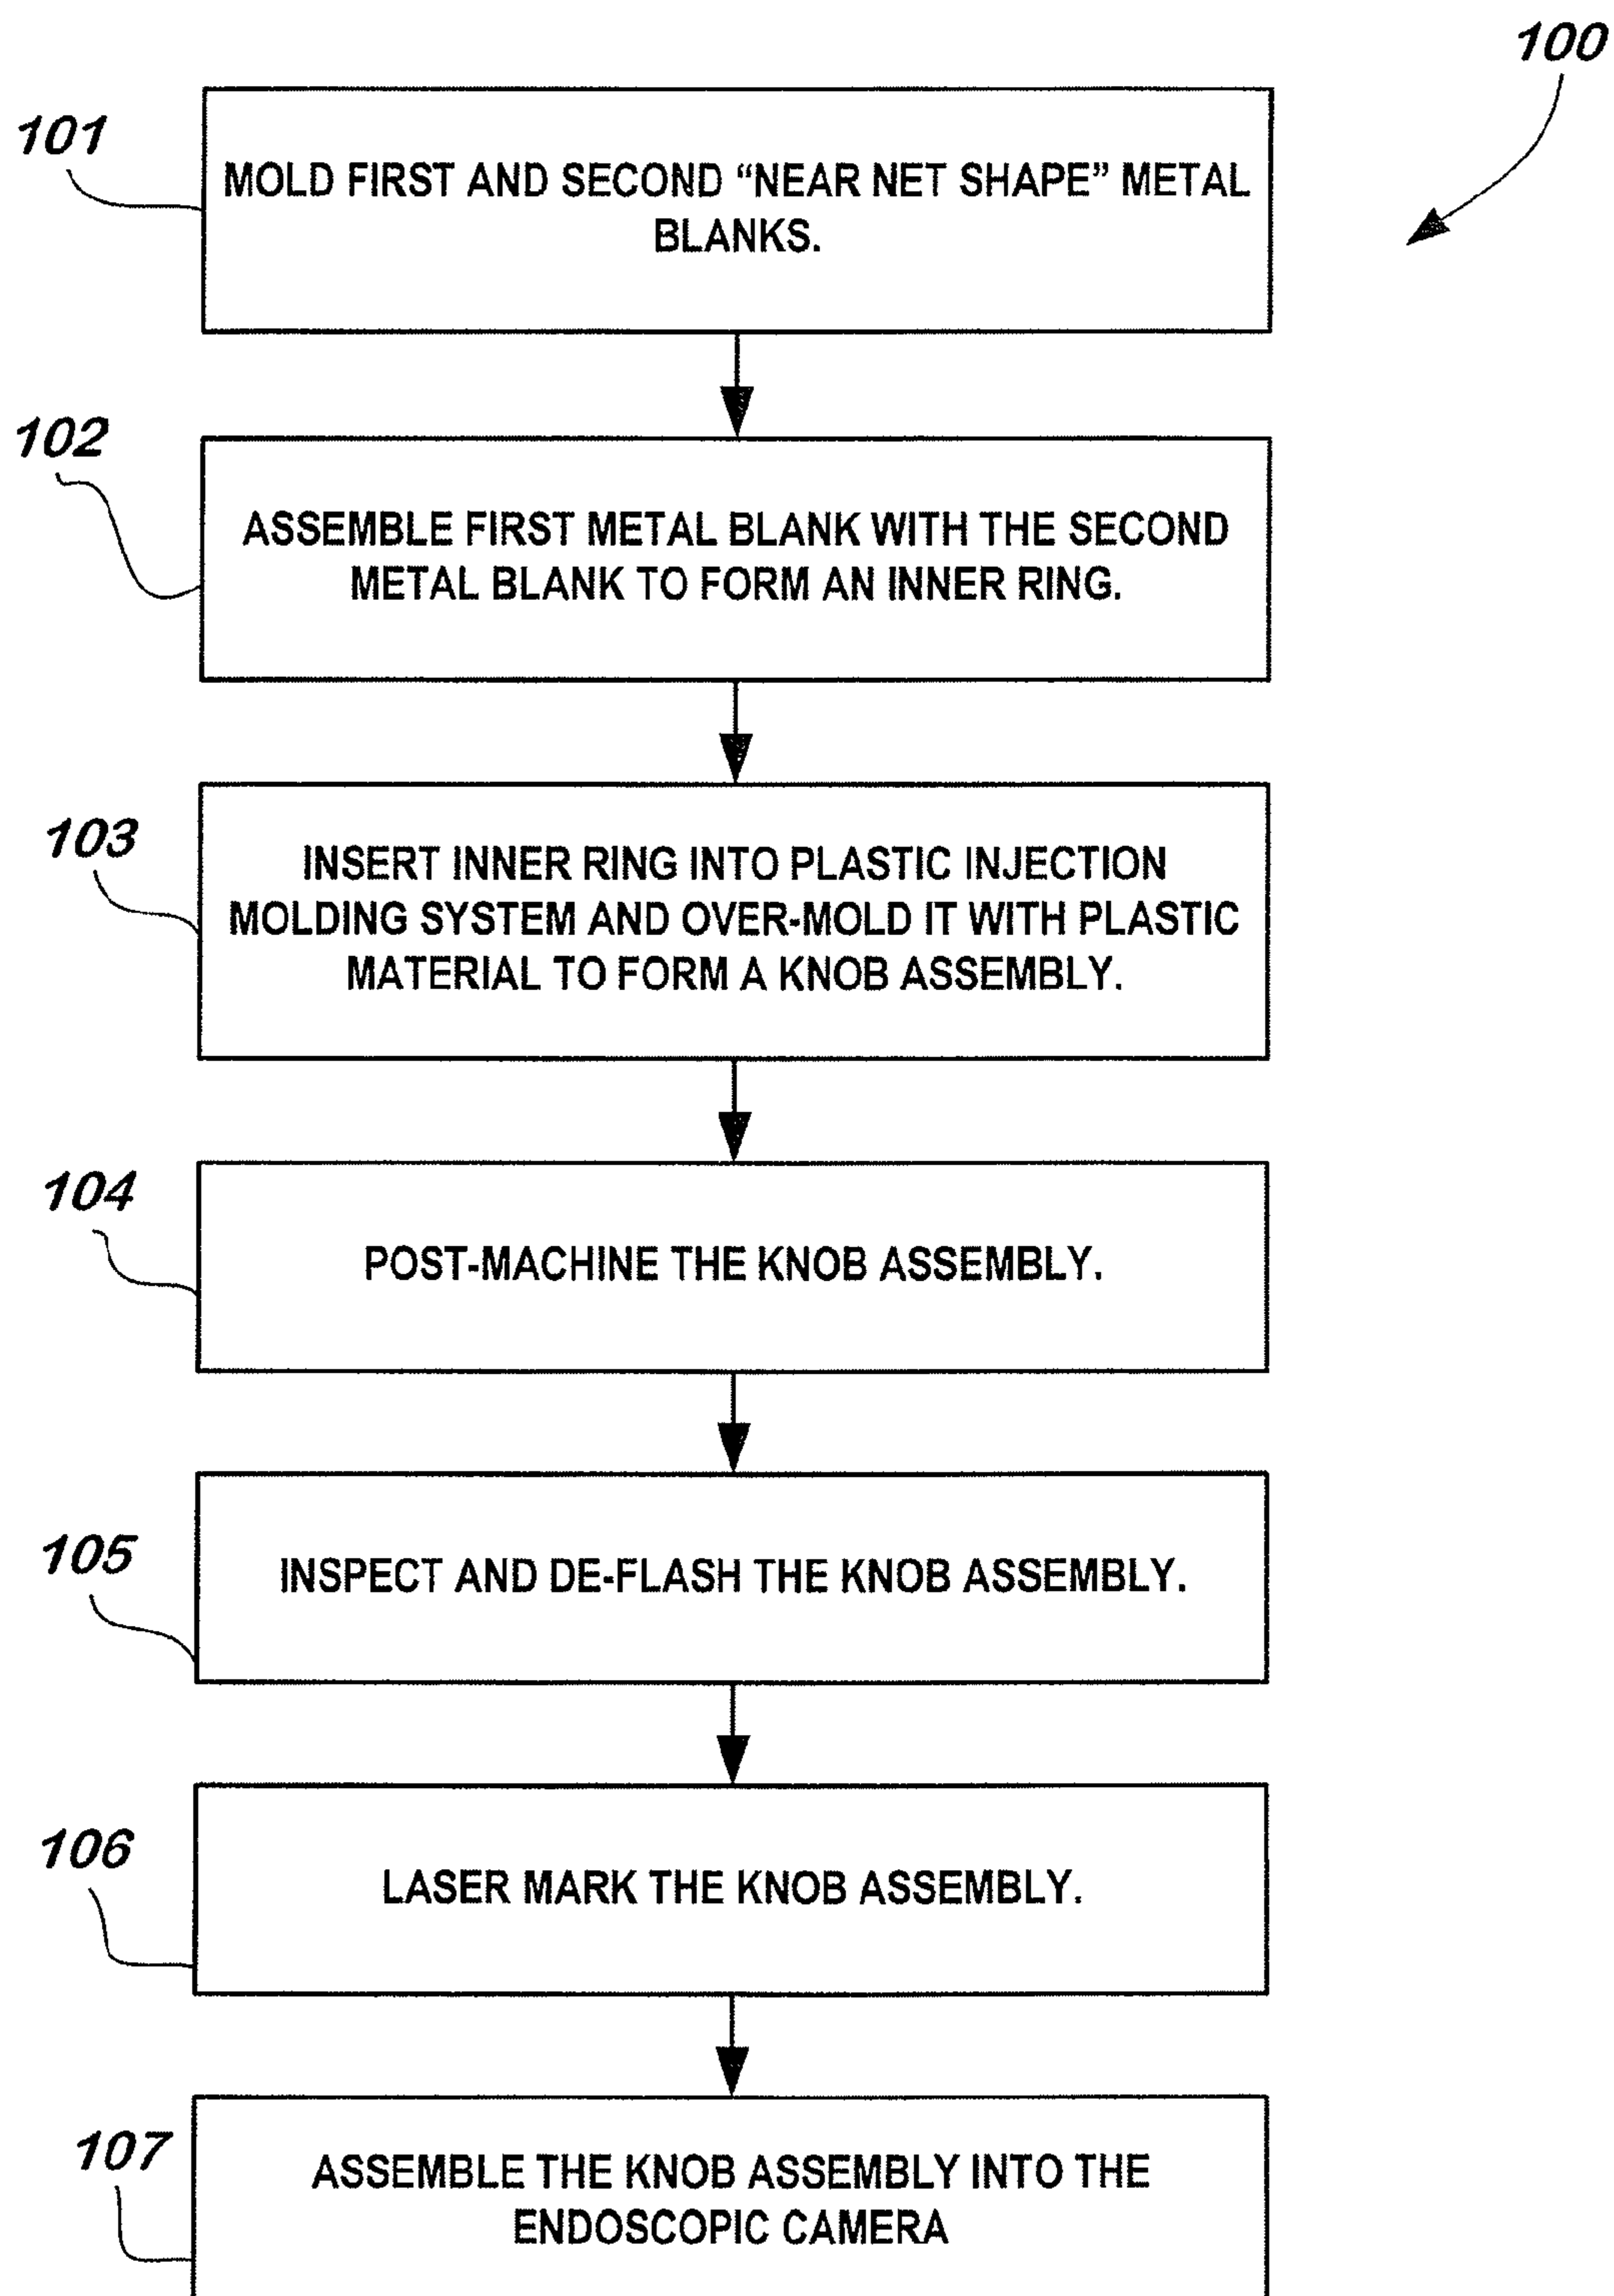 100
101
MOLD FIRST AND SECOND “NEAR NET SHAPE” METAL
BLANKS.
102
ASSEMBLE FIRST METAL BLANK WITH THE SECOND
METAL BLANK TO FORM AN INNER RING.
103
INSERT INNER RING INTO PLASTIC INJECTION
MOLDING SYSTEM AND OVER-MOLD IT WITH PLASTIC
MATERIAL TO FORM A KNOB ASSEMBLY.
104
POST-MACHINE THE KNOB ASSEMBLY.
105
INSPECT AND DE-FLASH THE KNOB ASSEMBLY.
106
LASER MARK THE KNOB ASSEMBLY.
107
ASSEMBLE THE KNOB ASSEMBLY INTO THE
ENDOSCOPIC CAMERA